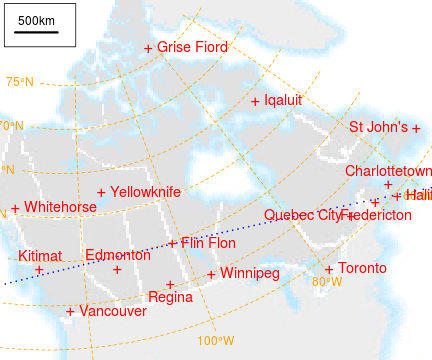 500km
Grise Fiord
75°N
Iqaluit
70°N
St John's
°N
Charlottetown
Yellowknife
Whitehorse
N
Quebec City
Fredericton
Flin Flon
Kitimat
Edmonton
Winnipeg
Toronto
80°W
Regina
Vancouver
100°W